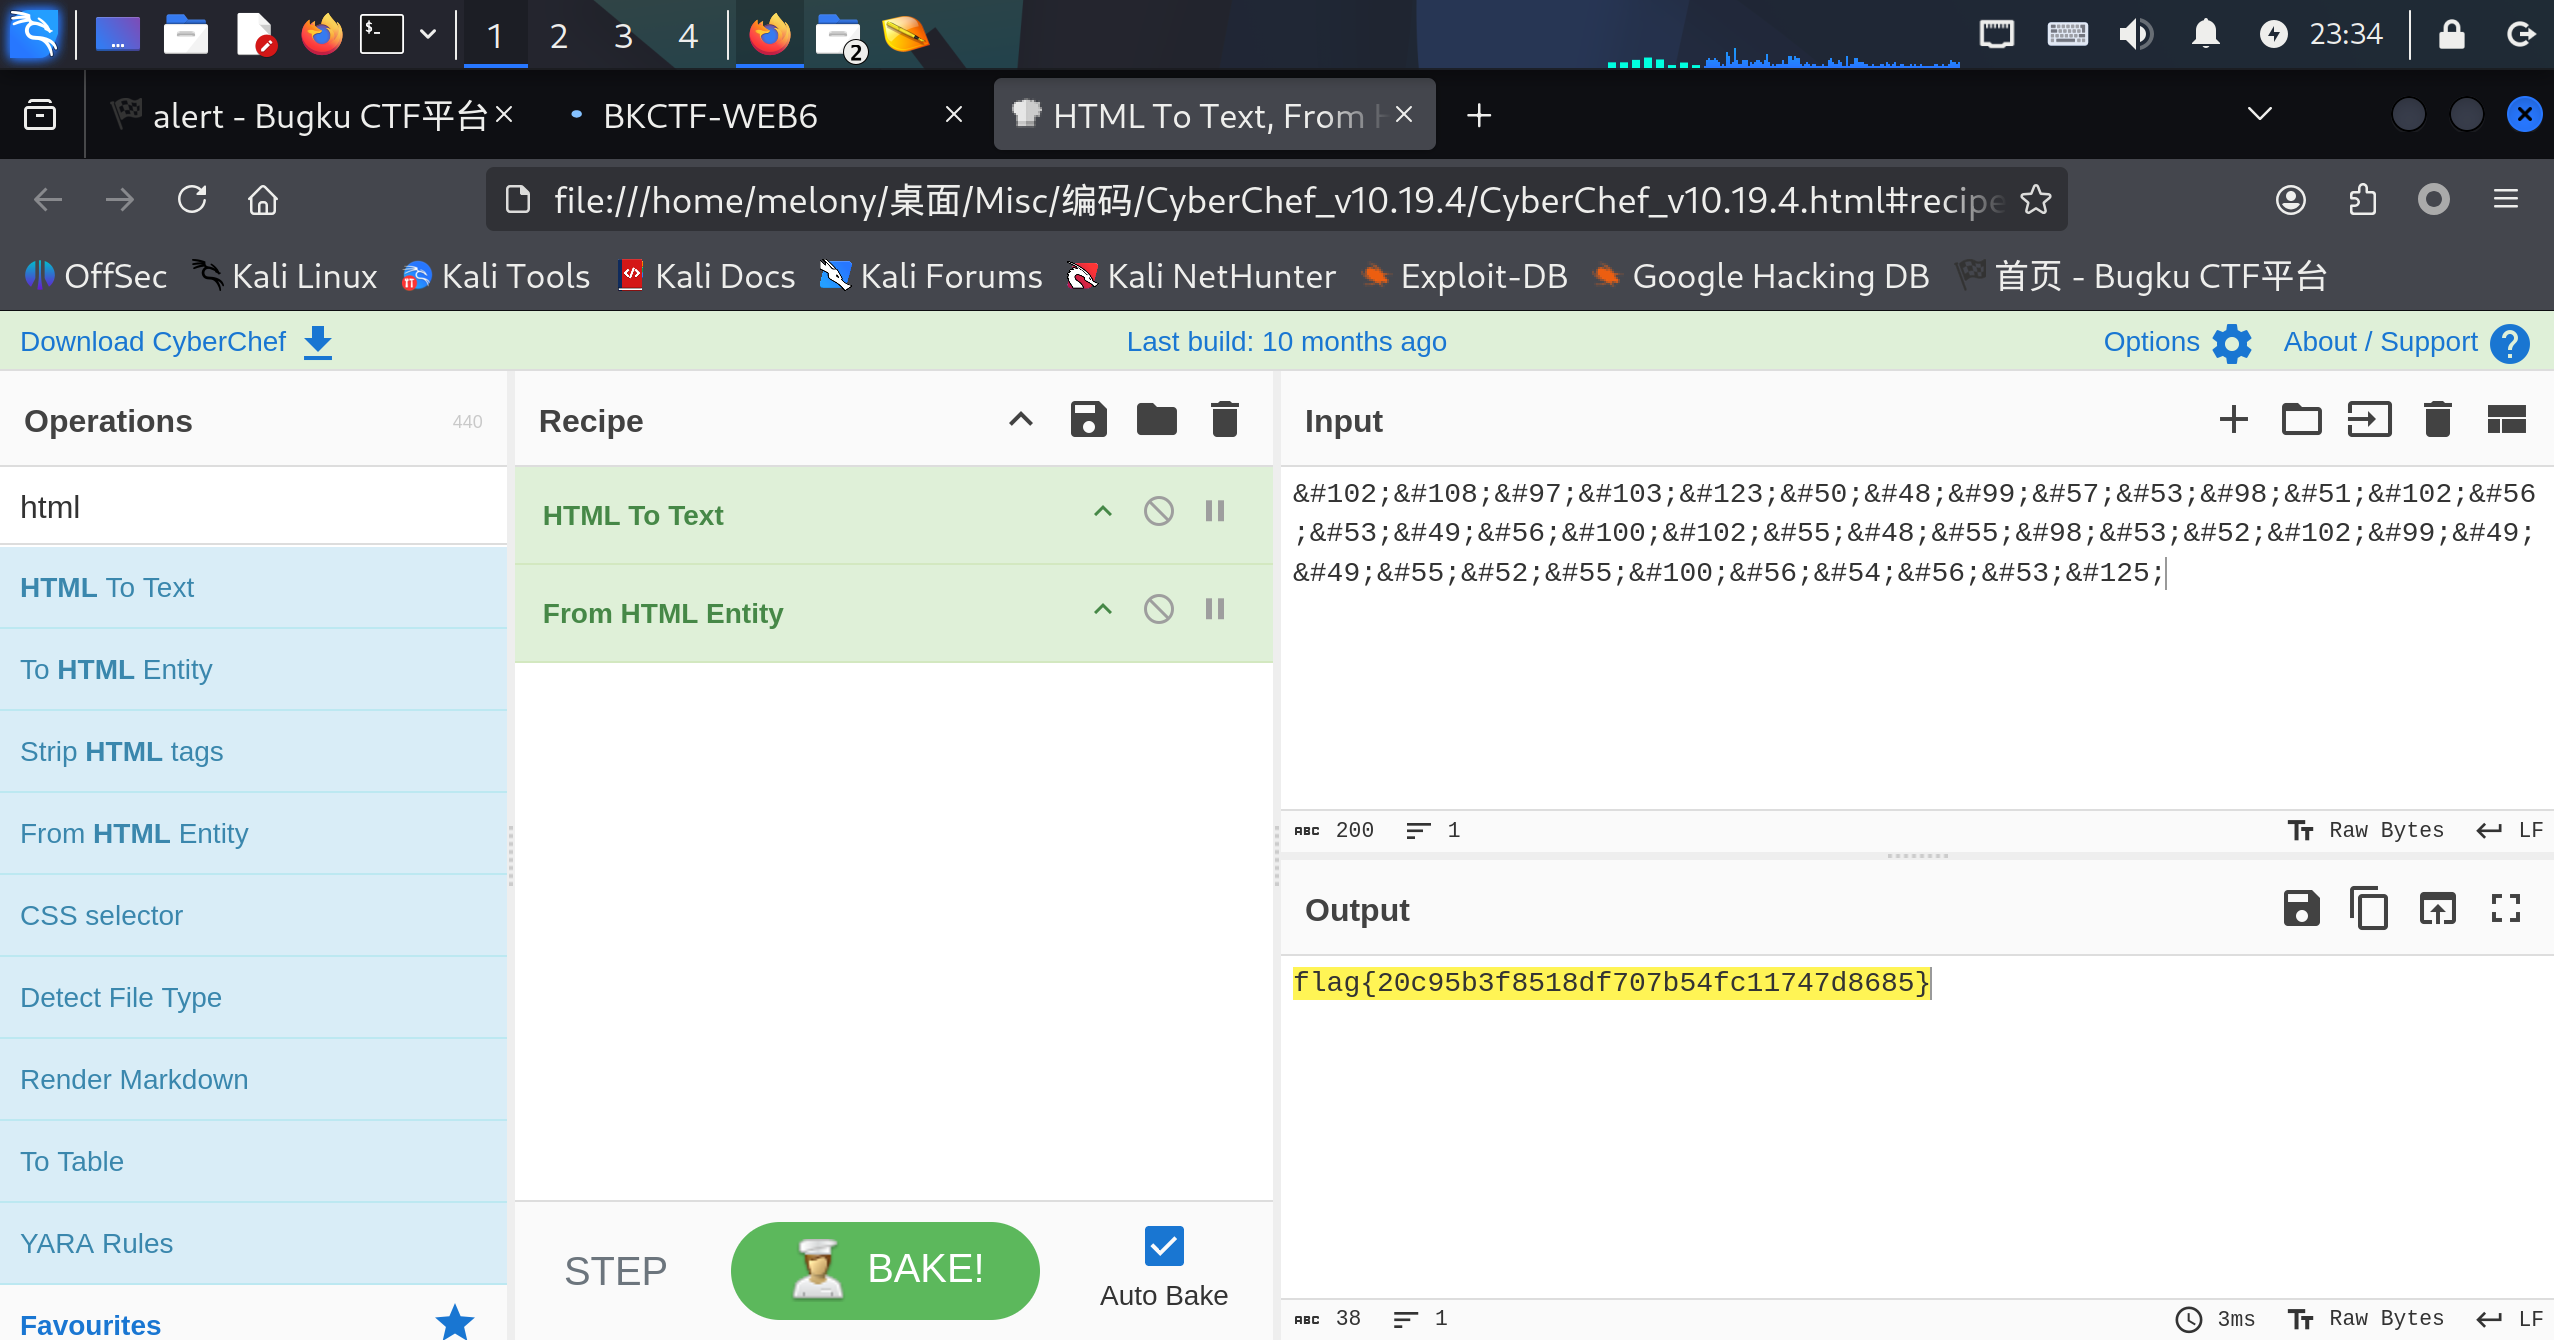 1 2 3 4 2 23:34
alert - Bugku CTF平台 BKCTF-WEB6 HTML To Text, From H
file:///home/melony/桌面/Misc/编码/CyberChef_v10.19.4/CyberChef_v10.19.4.html#recipe
OffSec Kali Linux Kali Tools Kali Docs Kali Forums Kali NetHunter Exploit-DB Google Hacking DB 首页 - Bugku CTF平台
Download CyberChef Last build: 10 months ago Options About / Support
Operations 440
html
HTML To Text
To HTML Entity
Strip HTML tags
From HTML Entity
CSS selector
Detect File Type
Render Markdown
To Table
YARA Rules
Favourites
Recipe
HTML To Text
From HTML Entity
STEP BAKE! Auto Bake
Input
&#102;&#108;&#97;&#103;&#123;&#50;&#48;&#99;&#57;&#53;&#98;&#51;&#102;&#56
;&#53;&#49;&#56;&#100;&#102;&#55;&#48;&#55;&#98;&#53;&#52;&#102;&#99;&#49;
&#49;&#55;&#52;&#55;&#100;&#56;&#54;&#56;&#53;&#125;
ABC 200 1 Raw Bytes LF
Output
flag{20c95b3f8518df707b54fc11747d8685}
ABC 38 1 3ms Raw Bytes LF